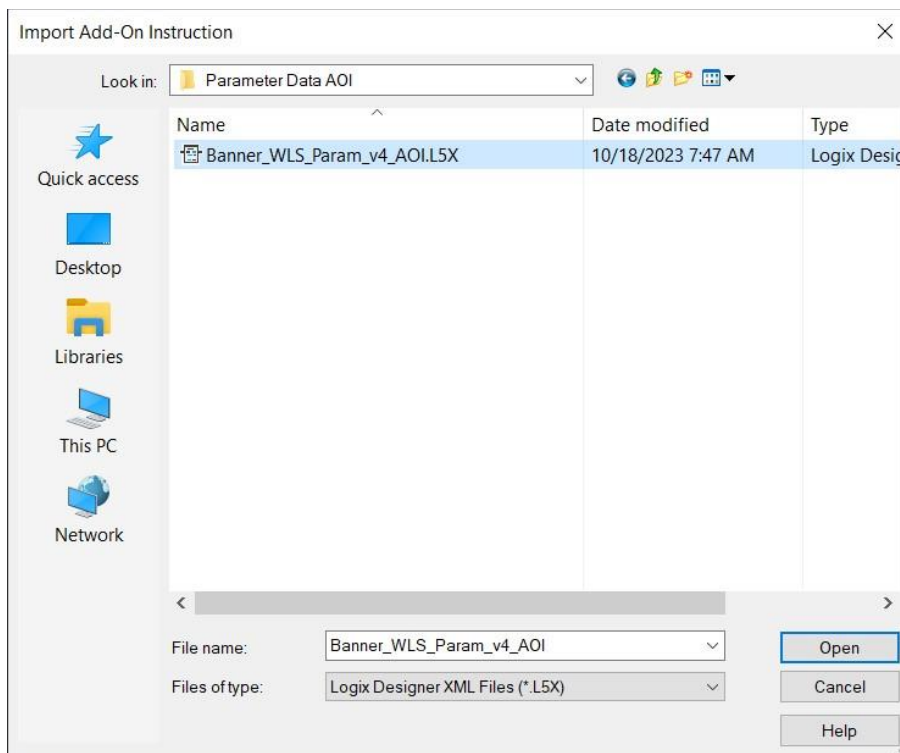 Import Add-On Instruction
Look in: Parameter Data AOI
Name Date modified Type
Banner_WLS_Param_v4_AOI.L5X 10/18/2023 7:47 AM Logix Desig
Quick access
Desktop
Libraries
This PC
Network
File name: Banner_WLS_Param_v4_AOI Open
Files of type: Logix Designer XML Files (*.L5X) Cancel
Help